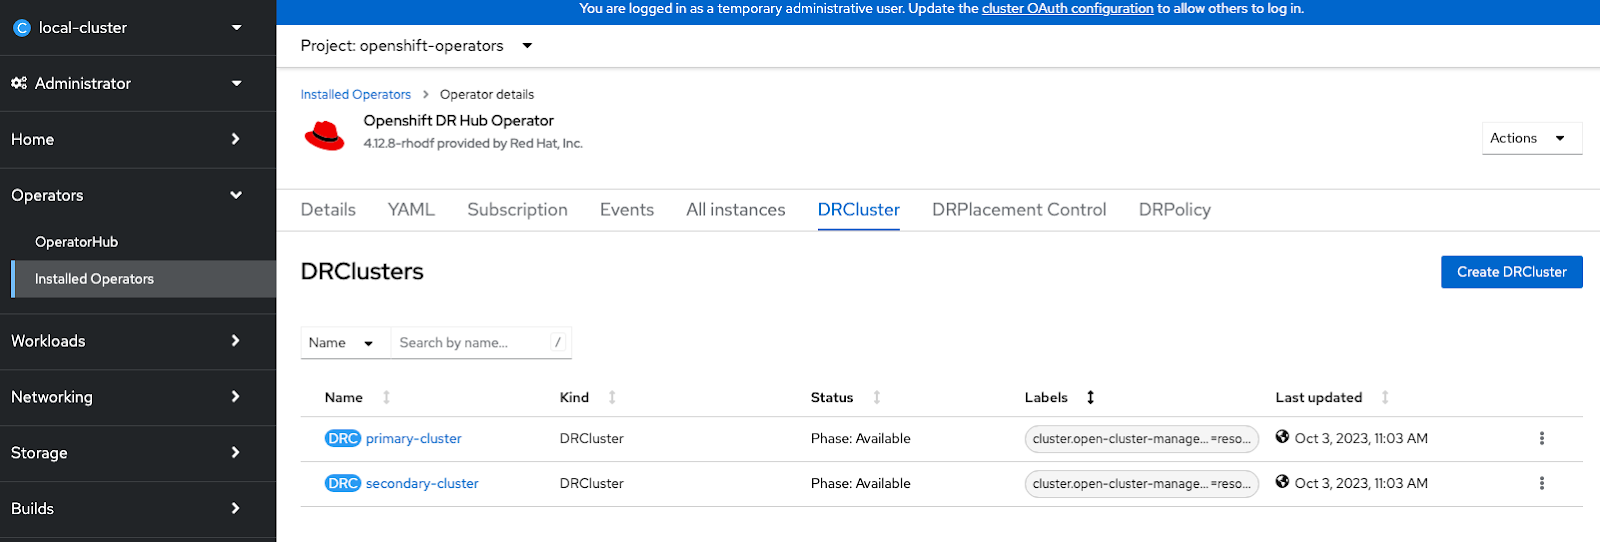 You are logged in as a temporary administrative user. Update the cluster OAuth configuration to allow others to log in.
C local-cluster
Administrator
Home
Operators
OperatorHub
Installed Operators
Workloads
Networking
Storage
Builds
Project: openshift-operators
Installed Operators > Operator details
Openshift DR Hub Operator
4.12.8-rhodf provided by Red Hat, Inc.
Actions
Details YAML Subscription Events All instances DRCluster DRPlacement Control DRPolicy
DRClusters
Create DRCluster
Name Search by name... /
Name Kind Status Labels Last updated
DRC primary-cluster DRCluster Phase: Available cluster.open-cluster-manage... =reso... Oct 3, 2023, 11:03 AM
DRC secondary-cluster DRCluster Phase: Available cluster.open-cluster-manage... =reso... Oct 3, 2023, 11:03 AM